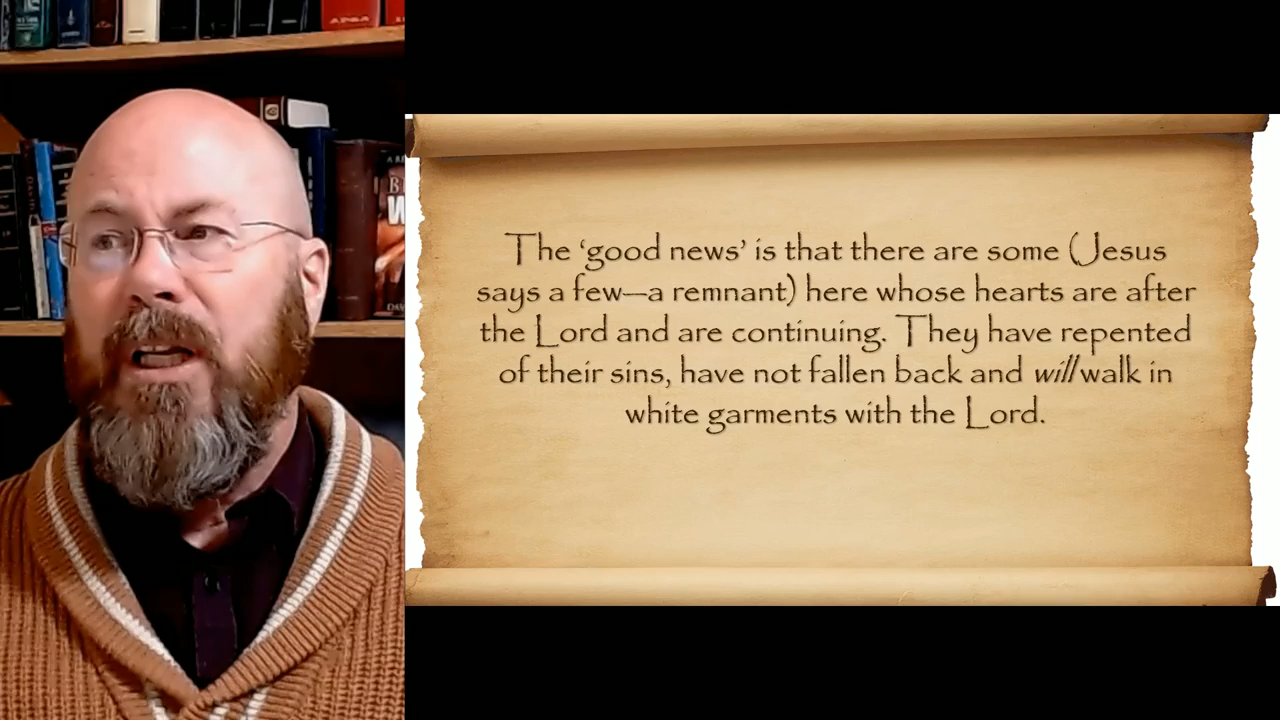 The ‘good news’ is that there are some (Jesus
says a few—a remnant) here whose hearts are after
the Lord and are continuing. They have repented
of their sins, have not fallen back and will walk in
white garments with the Lord.